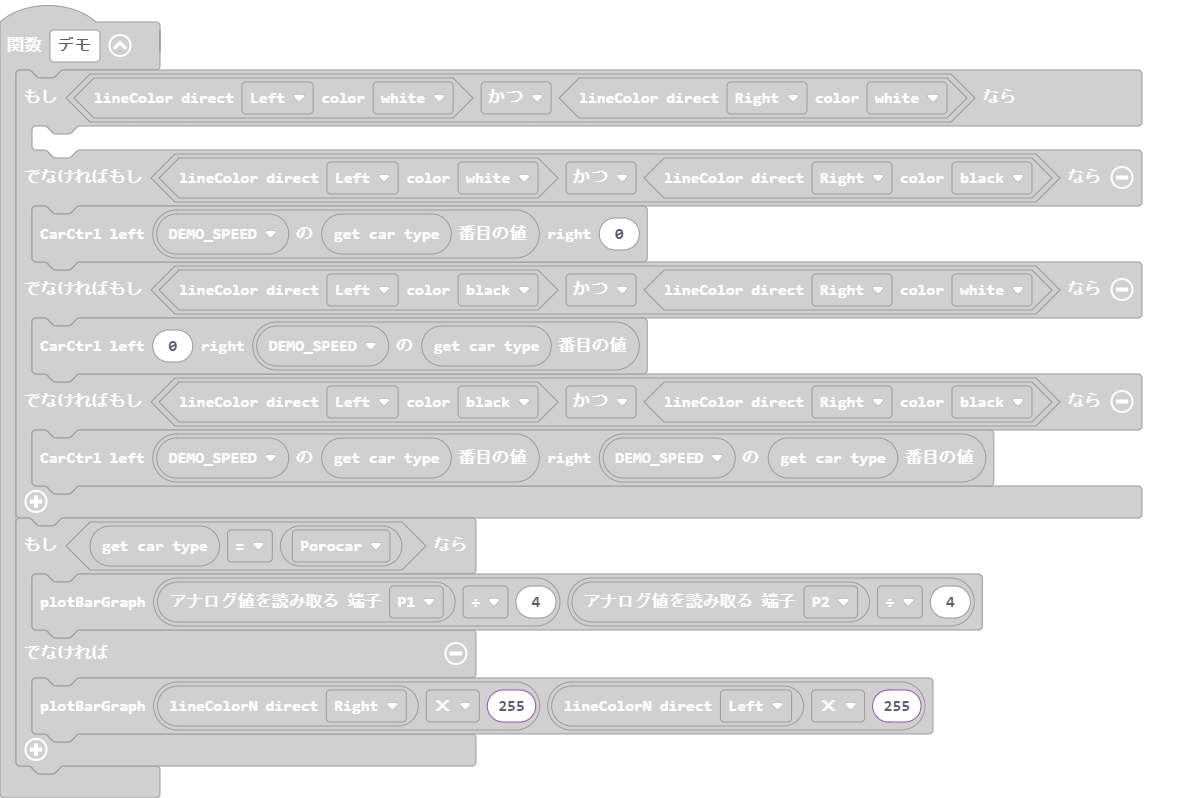 関数 デモ
もし lineColor direct Left color white かつ lineColor direct Right color white なら
でなければもし lineColor direct Left color white かつ lineColor direct Right color black なら
CarCtrl left DEMO_SPEED の get car type 番目の値 right 0
でなければもし lineColor direct Left color black かつ lineColor direct Right color white なら
CarCtrl left 0 right DEMO_SPEED の get car type 番目の値
でなければもし lineColor direct Left color black かつ lineColor direct Right color black なら
CarCtrl left DEMO_SPEED の get car type 番目の値 right DEMO_SPEED の get car type 番目の値
もし get car type = Porocar なら
plotBarGraph アナログ値を読み取る 端子 P1 ÷ 4 アナログ値を読み取る 端子 P2 ÷ 4
でなければ
plotBarGraph lineColorN direct Right × 255 lineColorN direct Left × 255